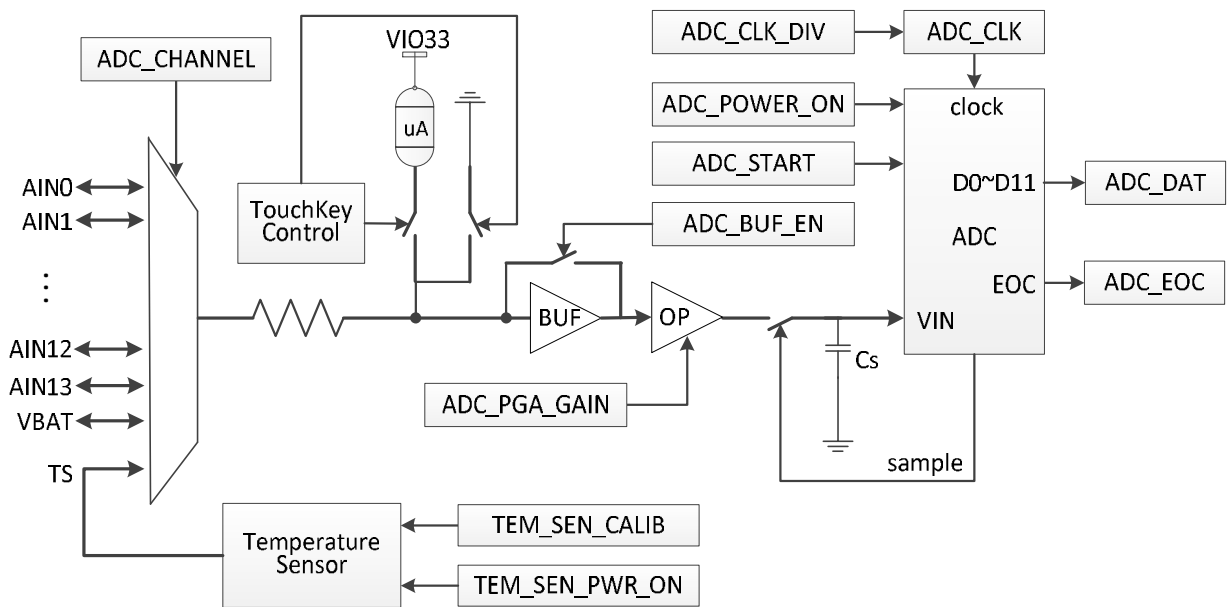 ADC_CHANNEL
VIO33
uA
ADC_CLK_DIV
ADC_CLK
ADC_POWER_ON
clock
ADC_START
D0~D11
ADC_DAT
ADC
ADC_BUF_EN
EOC
ADC_EOC
AIN0
AIN1
⋮
TouchKey
Control
BUF
OP
VIN
Cs
AIN12
AIN13
VBAT
TS
ADC_PGA_GAIN
sample
Temperature
Sensor
TEM_SEN_CALIB
TEM_SEN_PWR_ON